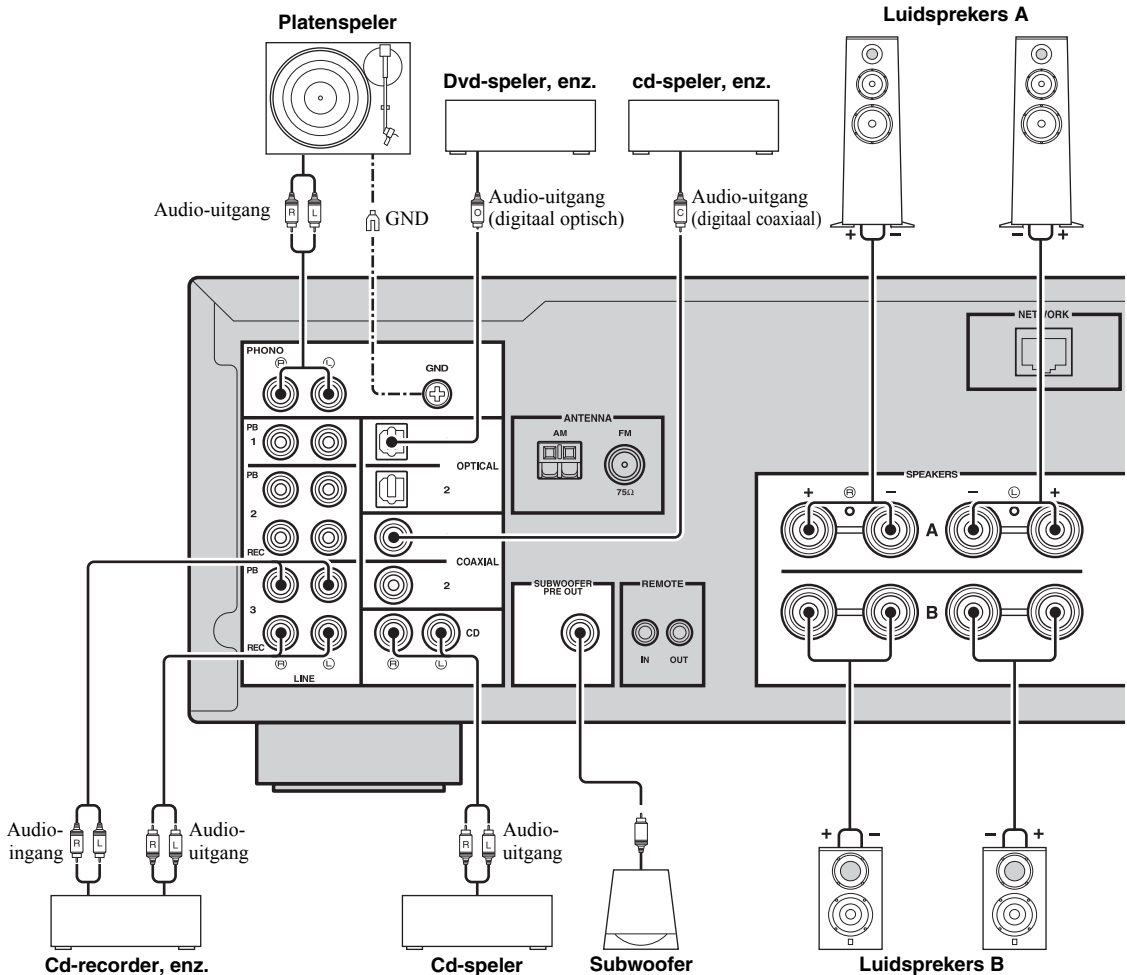 Platenspeler
Luidsprekers A
Dvd-speler, enz.
cd-speler, enz.
Audio-uitgang
R L
GND
O
Audio-uitgang
(digitaal optisch)
C
Audio-uitgang
(digitaal coaxiaal)
+ − − +
NETWORK
PHONO
R L
GND
PB
1
OPTICAL
PB
2
2
REC
COAXIAL
PB
3
2
REC
CD
R L
R L
LINE
ANTENNA
AM FM
75Ω
SUBWOOFER
PRE OUT
REMOTE
IN OUT
SPEAKERS
+ R − − L +
A
B
Audio-
ingang
R L
R L
Audio-
uitgang
R L
Audio-
uitgang
+ − − +
Cd-recorder, enz.
Cd-speler
Subwoofer
Luidsprekers B